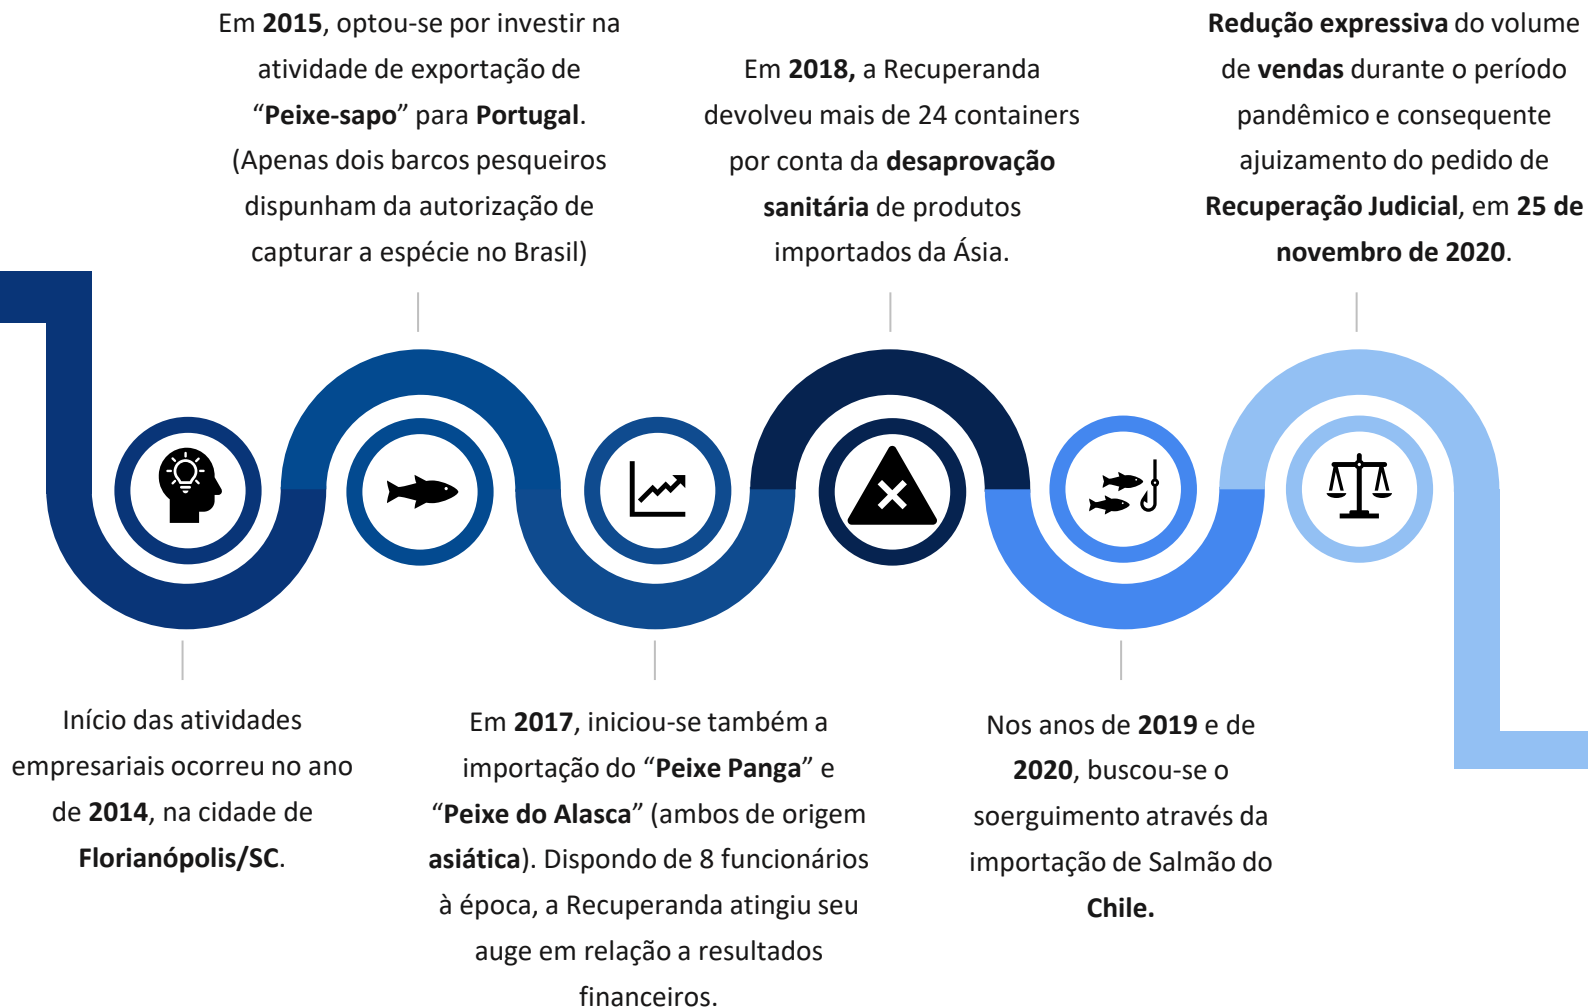 Início das atividades
empresariais ocorreu no ano
de 2014, na cidade de
Florianópolis/SC.
Em 2015, optou-se por investir na
atividade de exportação de
“Peixe-sapo” para Portugal.
(Apenas dois barcos pesqueiros
dispunham da autorização de
capturar a espécie no Brasil)
Em 2017, iniciou-se também a
importação do “Peixe Panga” e
“Peixe do Alasca” (ambos de origem
asiática). Dispondo de 8 funcionários
à época, a Recuperanda atingiu seu
auge em relação a resultados
financeiros.
Em 2018, a Recuperanda
devolveu mais de 24 containers
por conta da desaprovação
sanitária de produtos
importados da Ásia.
Nos anos de 2019 e de
2020, buscou-se o
soerguimento através da
importação de Salmão do
Chile.
Redução expressiva do volume
de vendas durante o período
pandêmico e consequente
ajuizamento do pedido de
Recuperação Judicial, em 25 de
novembro de 2020.